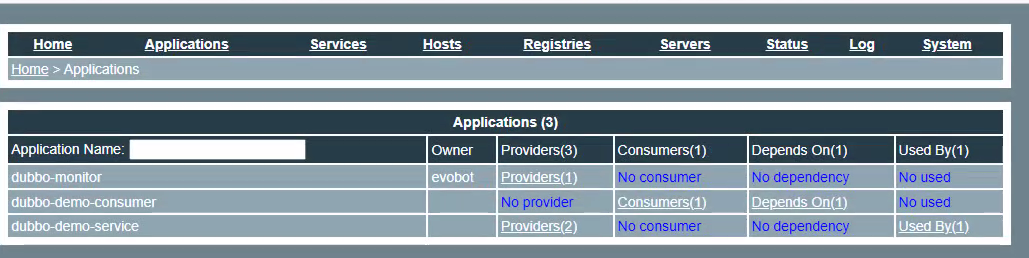 Home Applications Services Hosts Registries Servers Status Log System
Home > Applications
Applications (3)
Application Name: Owner Providers(3) Consumers(1) Depends On(1) Used By(1)
dubbo-monitor evobot Providers(1) No consumer No dependency No used
dubbo-demo-consumer No provider Consumers(1) Depends On(1) No used
dubbo-demo-service Providers(2) No consumer No dependency Used By(1)